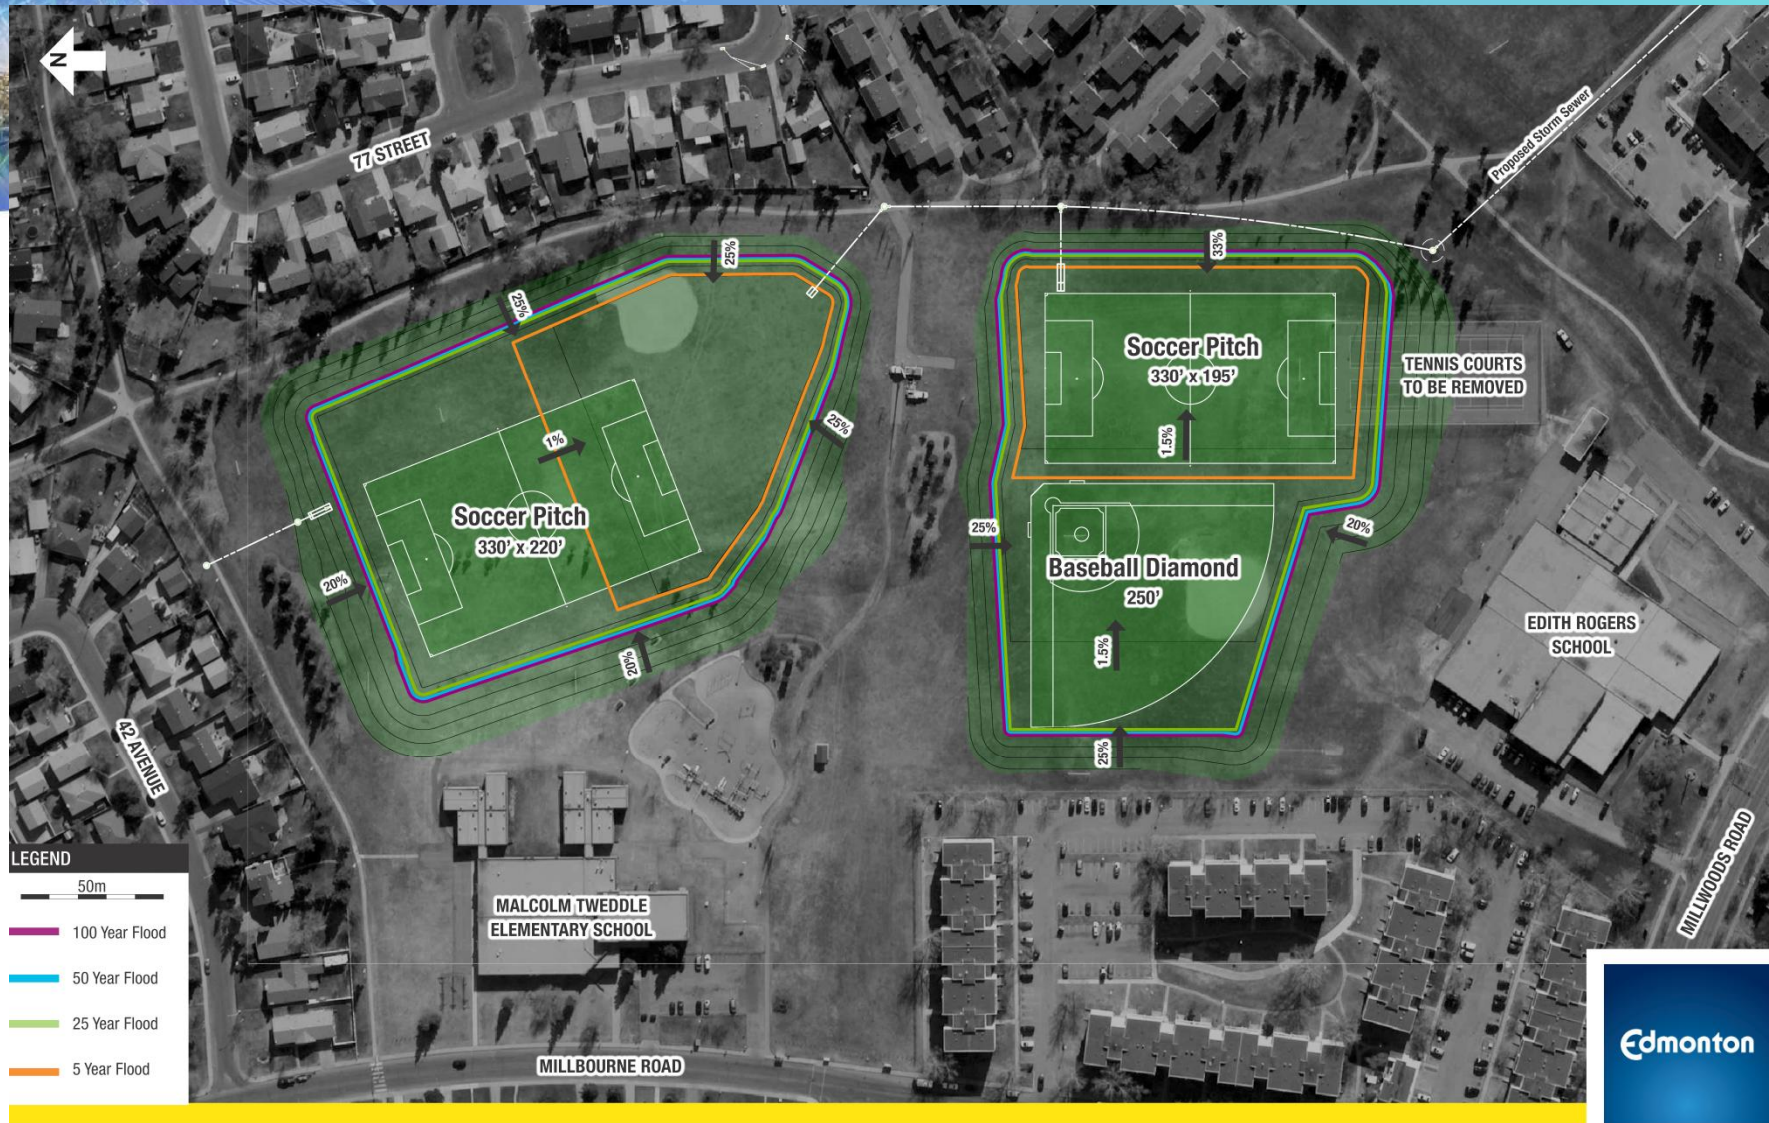 N
77 STREET
Proposed Storm Sewer
25%
33%
25%
Soccer Pitch
330' x 195'
TENNIS COURTS
TO BE REMOVED
25%
1%
1.5%
Soccer Pitch
330' x 220'
25%
20%
Baseball Diamond
250'
20%
EDITH ROGERS
SCHOOL
1.5%
20%
42 AVENUE
25%
MILLWOODS ROAD
LEGEND
50m
100 Year Flood
50 Year Flood
25 Year Flood
5 Year Flood
MALCOLM TWEDDLE
ELEMENTARY SCHOOL
MILLBOURNE ROAD
Edmonton